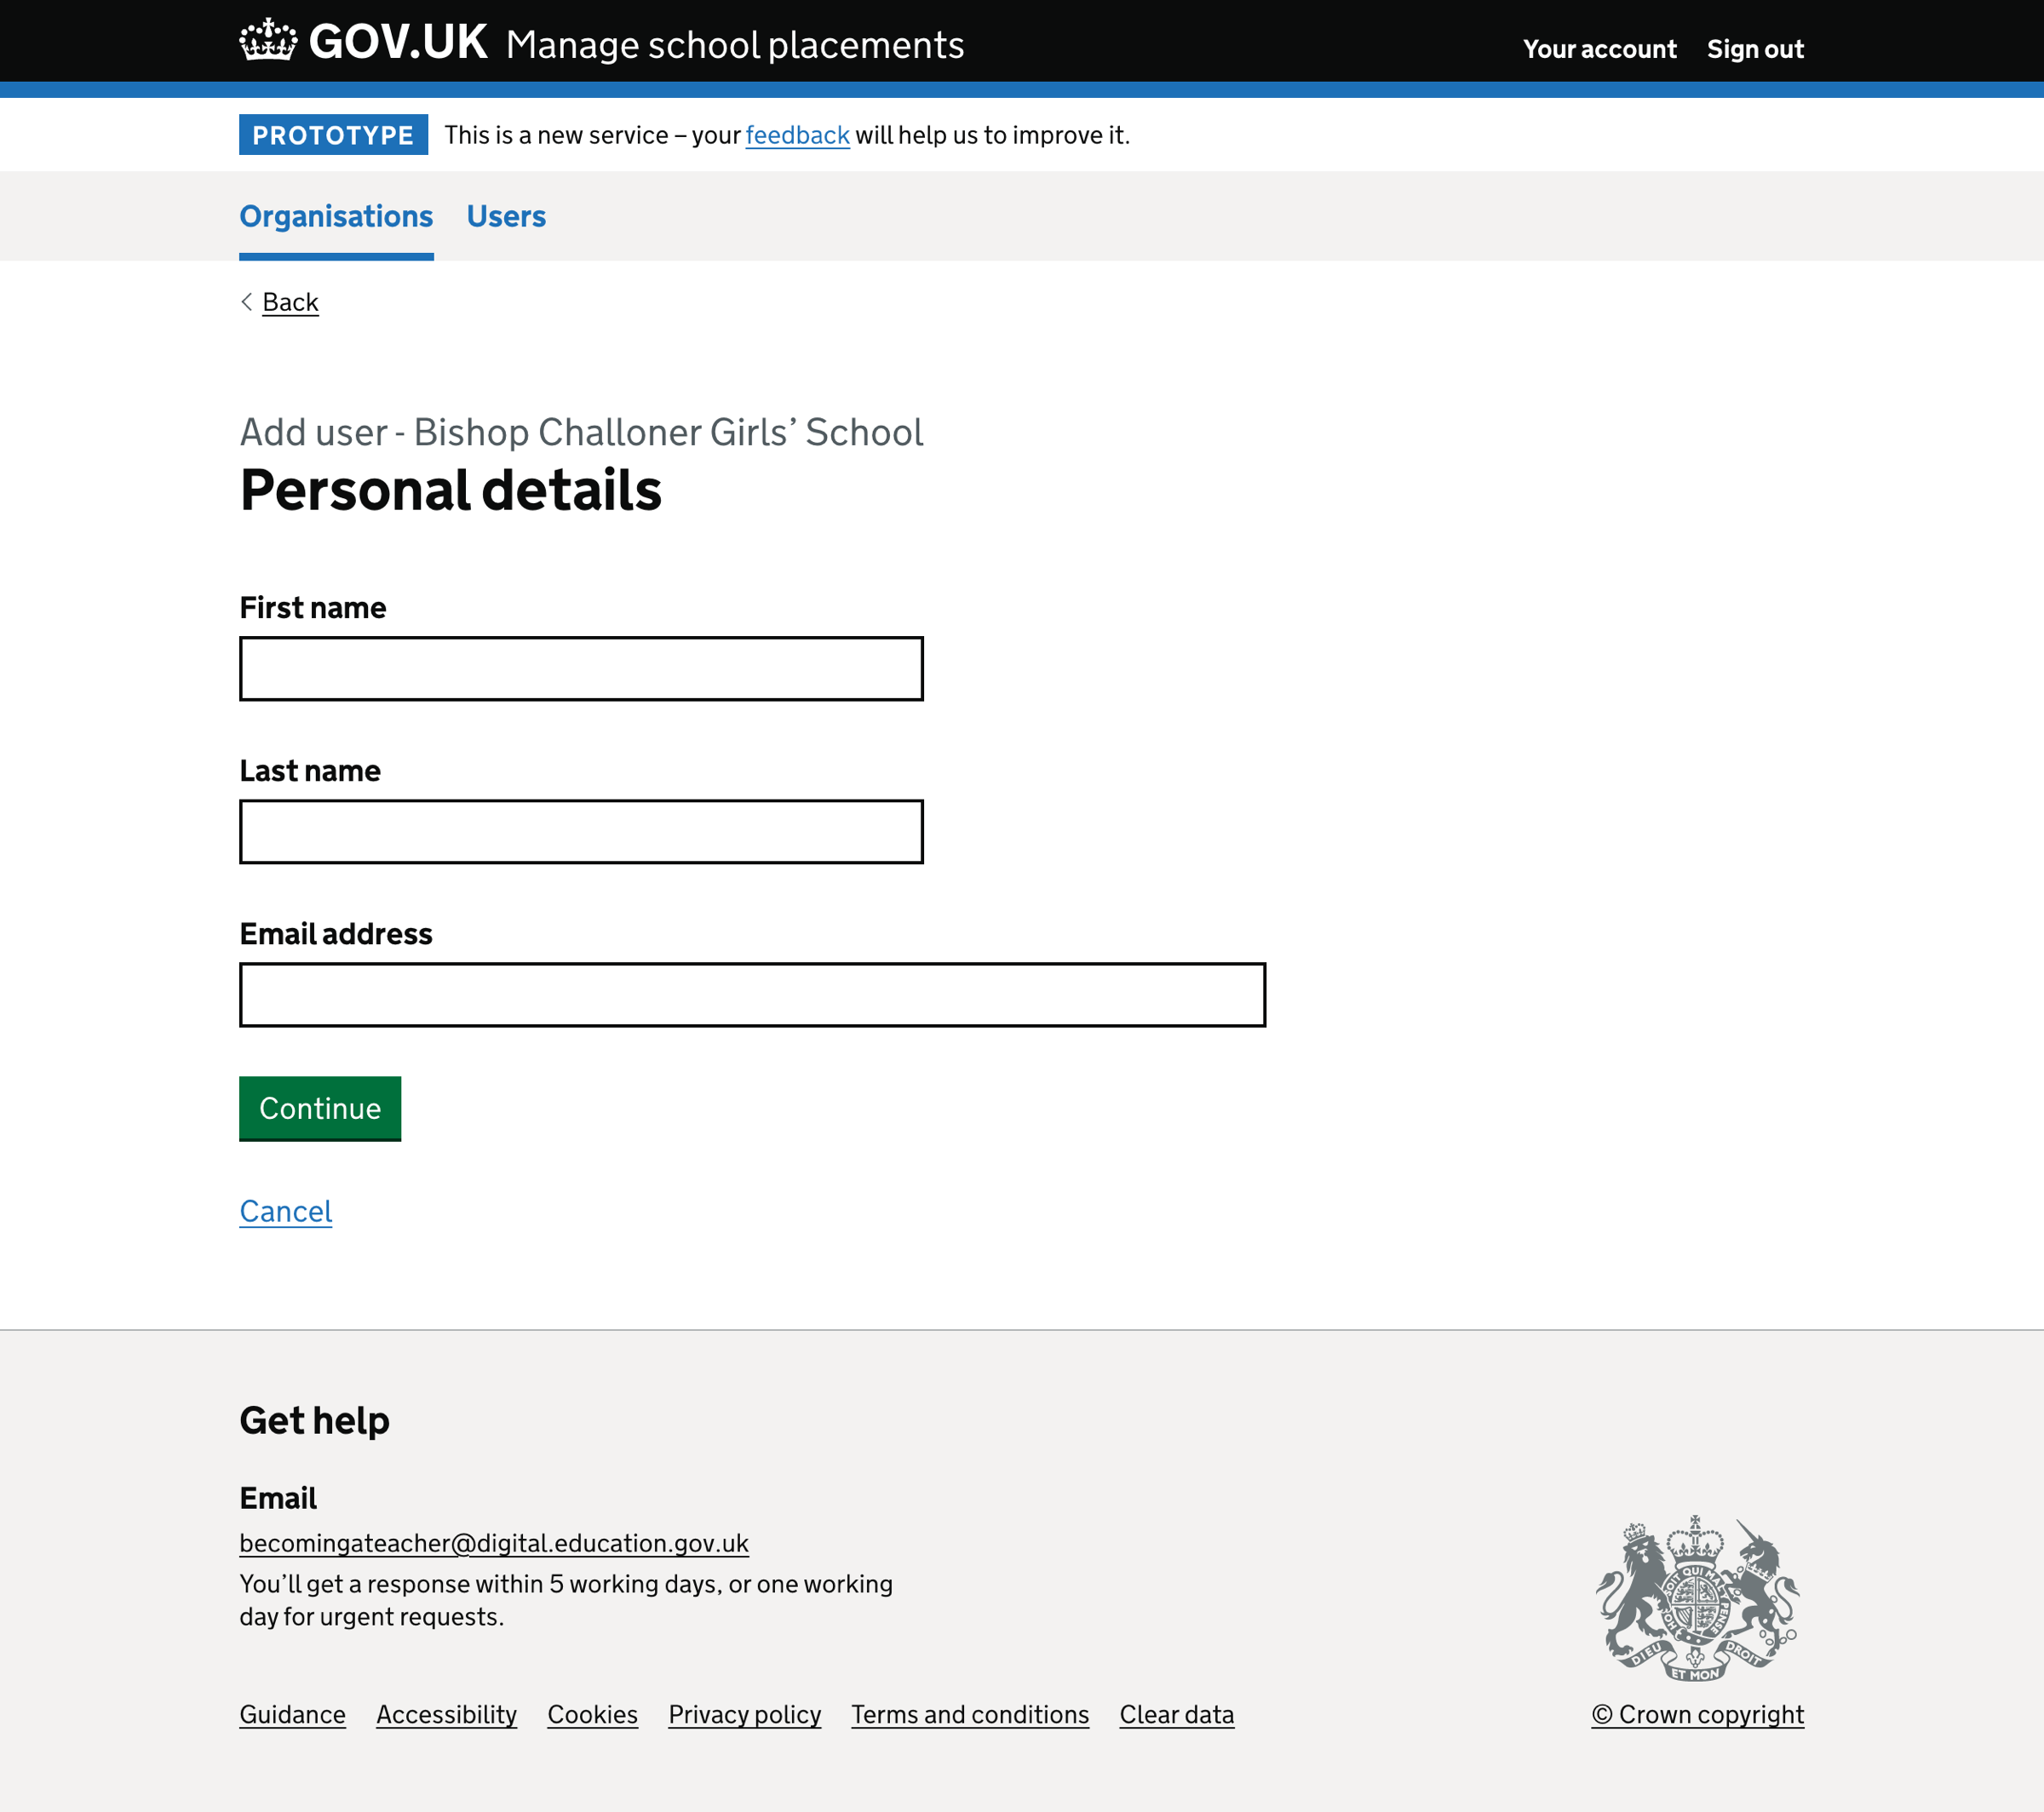 GOV.UK Manage school placements
Your account Sign out
PROTOTYPE This is a new service – your feedback will help us to improve it.
Organisations Users
Back
Add user - Bishop Challoner Girls’ School
Personal details
First name
Last name
Email address
Continue
Cancel
Get help
Email
becomingateacher@digital.education.gov.uk
You’ll get a response within 5 working days, or one working
day for urgent requests.
SOIT QUI MAL Y PENSE
DIEU ET MON DROIT
Guidance Accessibility Cookies Privacy policy Terms and conditions Clear data
© Crown copyright